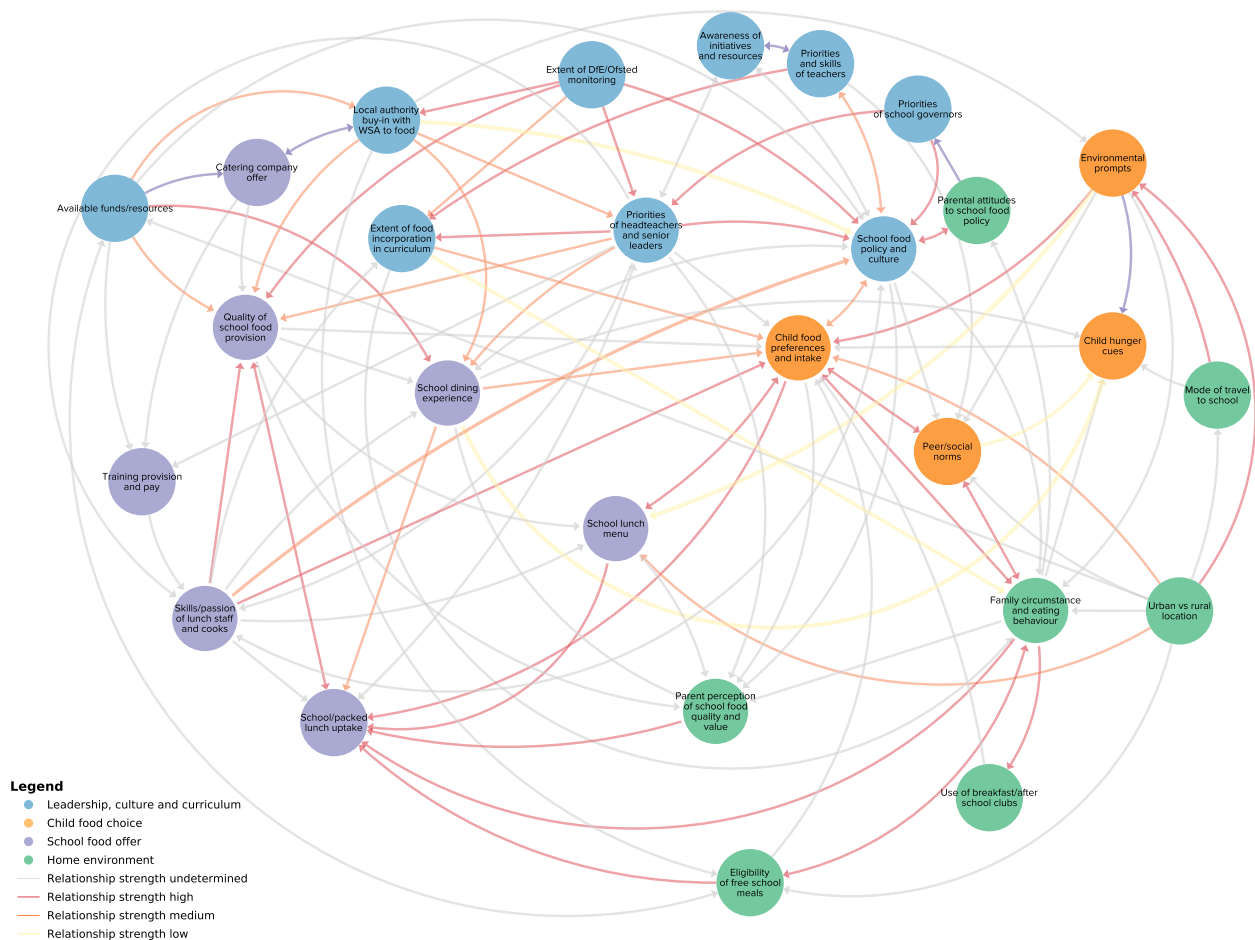 Awareness of
initiatives
and resources
Priorities
and skills
of teachers
Extent of DfE/Ofsted
monitoring
Priorities
of school governors
Local authority
buy-in with
WSA to food
Catering company
offer
Environmental
prompts
Available funds/resources
Parental attitudes
to school food
policy
Extent of food
incorporation
in curriculum
Priorities
of headteachers
and senior
leaders
School food
policy and
culture
Quality of
school food
provision
Child food
preferences
and intake
Child hunger
cues
School dining
experience
Mode of travel
to school
Peer/social
norms
Training provision
and pay
School lunch
menu
Skills/passion
of lunch staff
and cooks
Family circumstance
and eating
behaviour
Urban vs rural
location
Parent perception
of school food
quality and
value
School/packed
lunch uptake
Use of breakfast/after
school clubs
Eligibility
of free school
meals
Legend
Leadership, culture and curriculum
Child food choice
School food offer
Home environment
Relationship strength undetermined
Relationship strength high
Relationship strength medium
Relationship strength low